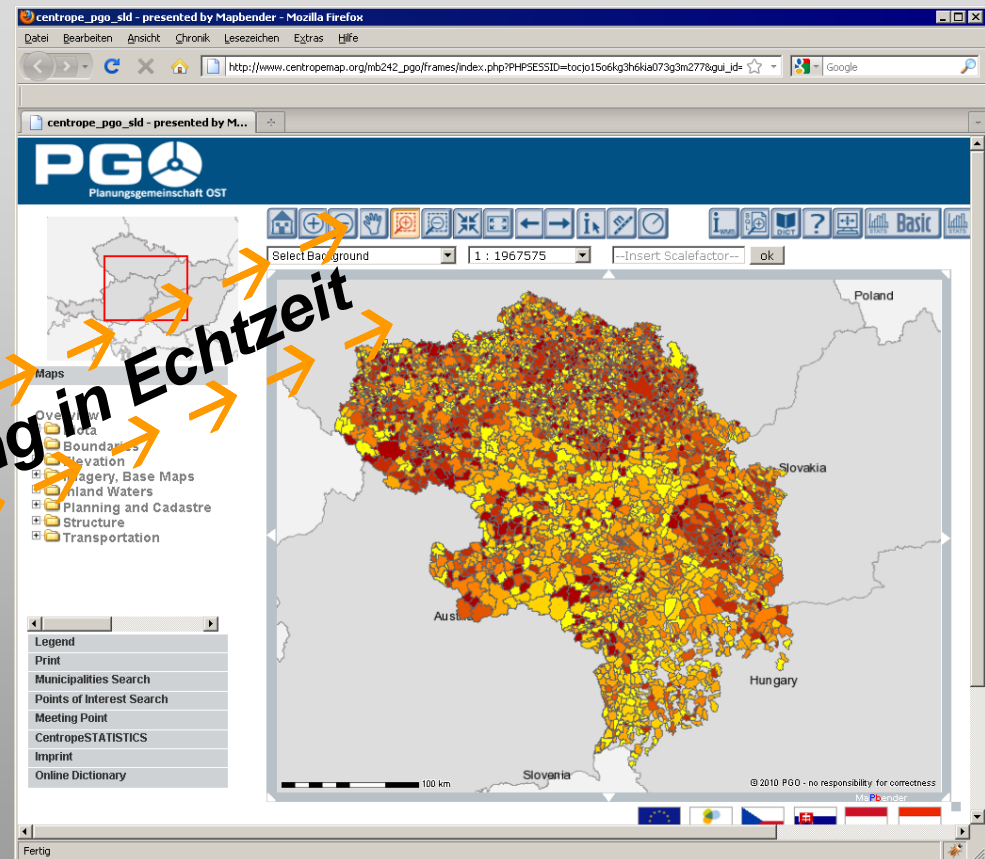 centrope_pgo_sld - presented by Mapbender - Mozilla Firefox
Datei Bearbeiten Ansicht Chronik Lesezeichen Extras Hilfe
http://www.centropemap.org/mb242_pgo/frames/index.php?PHPSESSID=tocjo15o6kg3h6kia073g3m277&gui_id=
Google
centrope_pgo_sld - presented by M...
PGO
Planungsgemeinschaft OST
i WMS DICT ? STATS Basic STATS
Select Background
1 : 1967575
--Insert Scalefactor--
ok
in Echtzeit
Maps
Overview
Boundaries
Elevation
Imagery, Base Maps
Inland Waters
Planning and Cadastre
Structure
Transportation
Legend
Print
Municipalities Search
Points of Interest Search
Meeting Point
CentropeSTATISTICS
Imprint
Online Dictionary
Poland
Slovakia
Hungary
Slovenia
100 km
© 2010 PGO - no responsibility for correctness
MaPbender
Fertig